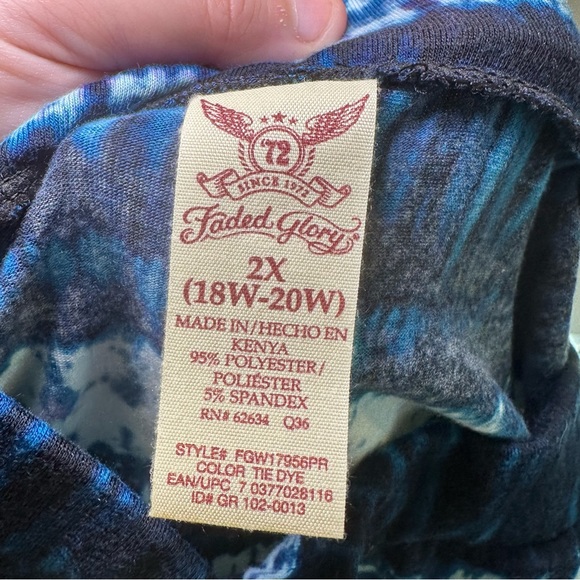 '72
SINCE 1972
Faded Glory®
2X
(18W-20W)
MADE IN/HECHO EN
KENYA
95% POLYESTER/
POLIÉSTER
5% SPANDEX
RN# 62634 Q36
STYLE# FGW17956PR
COLOR TIE DYE
EAN/UPC 7 0377028116
ID# GR 102-0013